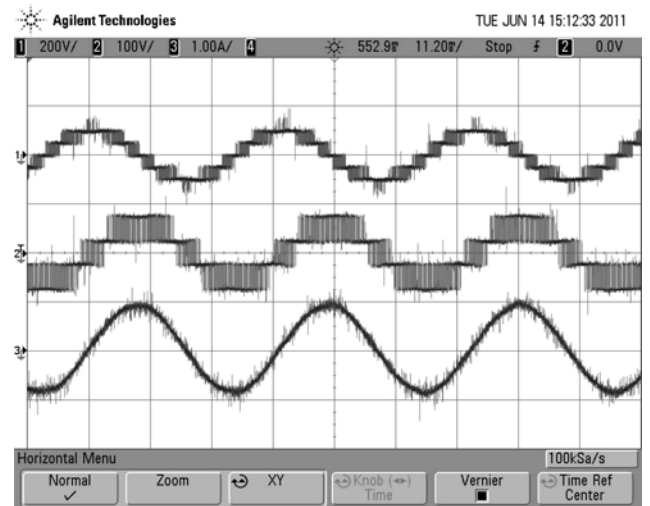 Agilent Technologies TUE JUN 14 15:12:33 2011
1 200V/ 2 100V/ 3 1.00A/ 4 552.9 11.20 / Stop 2 0.0V
1
2
3
Horizontal Menu 100kSa/s
Normal Zoom XY Knob Time Vernier Time Ref Center